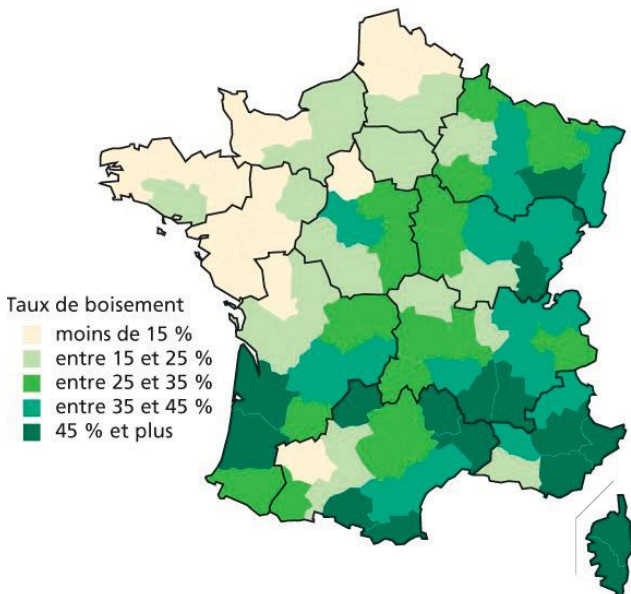 Taux de boisement
moins de 15 %
entre 15 et 25 %
entre 25 et 35 %
entre 35 et 45 %
45 % et plus